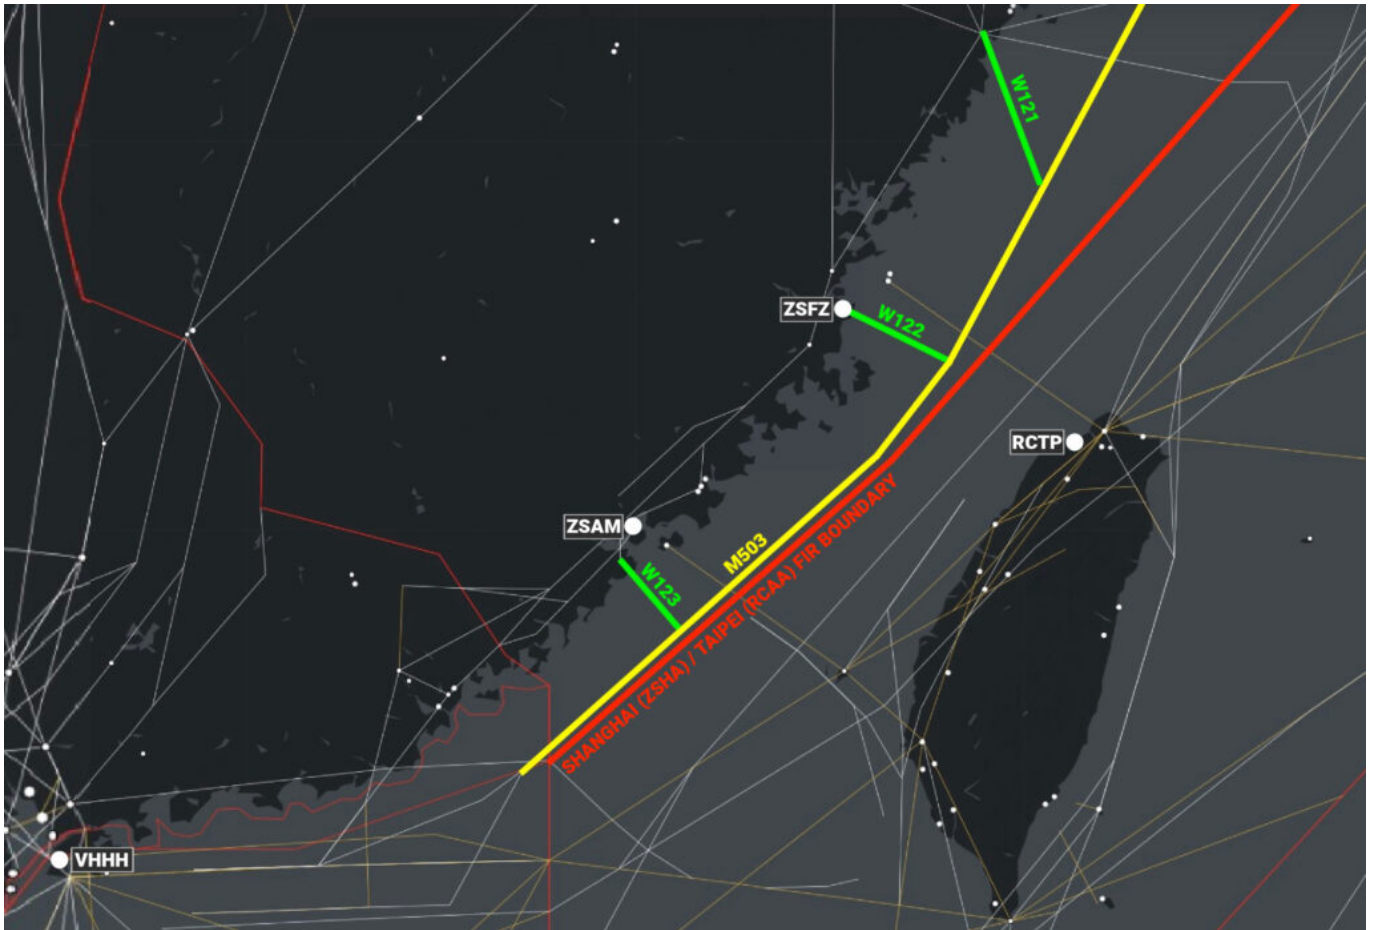 W121
ZSFZ
W122
RCTP
ZSAM
M503
W123
SHANGHAI (ZSHA) / TAIPEI (RCAA) FIR BOUNDARY
VHHH